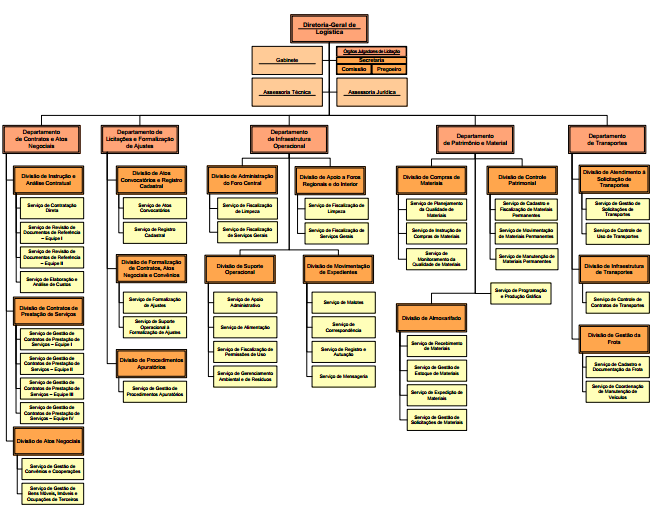 Diretoria-Geral de
Logística
Gabinete
Órgãos Julgadores de Licitação
Secretaria
Comissão
Pregoeiro
Assessoria Técnica
Assessoria Jurídica
Departamento
de Contratos e Atos
Negociais
Departamento de
Licitações e Formalização
de Ajustes
Departamento
de Infraestrutura
Operacional
Departamento
de Patrimônio e Material
Departamento
de Transportes
Divisão de Instrução e
Análise Contratual
Serviço de Contratação
Direta
Serviço de Revisão de
Documentos de Referência
– Equipe I
Serviço de Revisão de
Documentos de Referência
– Equipe II
Serviço de Elaboração e
Análise de Custos
Divisão de Contratos de
Prestação de Serviços
Serviço de Gestão de
Contratos de Prestação de
Serviços – Equipe I
Serviço de Gestão de
Contratos de Prestação de
Serviços – Equipe II
Serviço de Gestão de
Contratos de Prestação de
Serviços – Equipe III
Serviço de Gestão de
Contratos de Prestação de
Serviços – Equipe IV
Divisão de Atos Negociais
Serviço de Gestão de
Convênios e Cooperações
Serviço de Gestão de
Bens Móveis, Imóveis e
Ocupações de Terceiros
Divisão de Atos
Convocatórios e Registro
Cadastral
Serviço de Atos
Convocatórios
Serviço de Registro
Cadastral
Divisão de Formalização
de Contratos, Atos
Negociais e Convênios
Serviço de Formalização
de Ajustes
Serviço de Suporte
Operacional à
Formalização de Ajustes
Divisão de Procedimentos
Apuratórios
Serviço de Gestão de
Procedimentos Apuratórios
Divisão de Administração
do Foro Central
Serviço de Fiscalização
de Limpeza
Serviço de Fiscalização
de Serviços Gerais
Divisão de Apoio a Foros
Regionais e do Interior
Serviço de Fiscalização de
Limpeza
Serviço de Fiscalização de
Serviços Gerais
Divisão de Suporte
Operacional
Serviço de Apoio
Administrativo
Serviço de Alimentação
Serviço de Fiscalização de
Permissões de Uso
Serviço de Gerenciamento
Ambiental e de Resíduos
Divisão de Movimentação
de Expedientes
Serviço de Malotes
Serviço de
Correspondência
Serviço de Registro e
Autuação
Serviço de Mensageria
Divisão de Compras de
Materiais
Serviço de Planejamento
da Qualidade de
Materiais
Serviço de Instrução de
Compras de Materiais
Serviço de
Monitoramento da
Qualidade de Materiais
Divisão de Controle
Patrimonial
Serviço de Cadastro e
Fiscalização de Materiais
Permanentes
Serviço de Movimentação
de Materiais Permanentes
Serviço de Manutenção de
Materiais Permanentes
Serviço de Programação
e Produção Gráfica
Divisão de Almoxarifado
Serviço de Recebimento
de Materiais
Serviço de Gestão de
Estoque de Materiais
Serviço de Expedição de
Materiais
Serviço de Gestão de
Solicitações de Materiais
Divisão de Atendimento à
Solicitação de
Transportes
Serviço de Gestão de
Solicitações de
Transportes
Serviço de Controle de
Uso de Transportes
Divisão de Infraestrutura
de Transportes
Serviço de Controle de
Contratos de Transportes
Divisão de Gestão da
Frota
Serviço de Cadastro e
Documentação da Frota
Serviço de Coordenação
de Manutenção de
Veículos